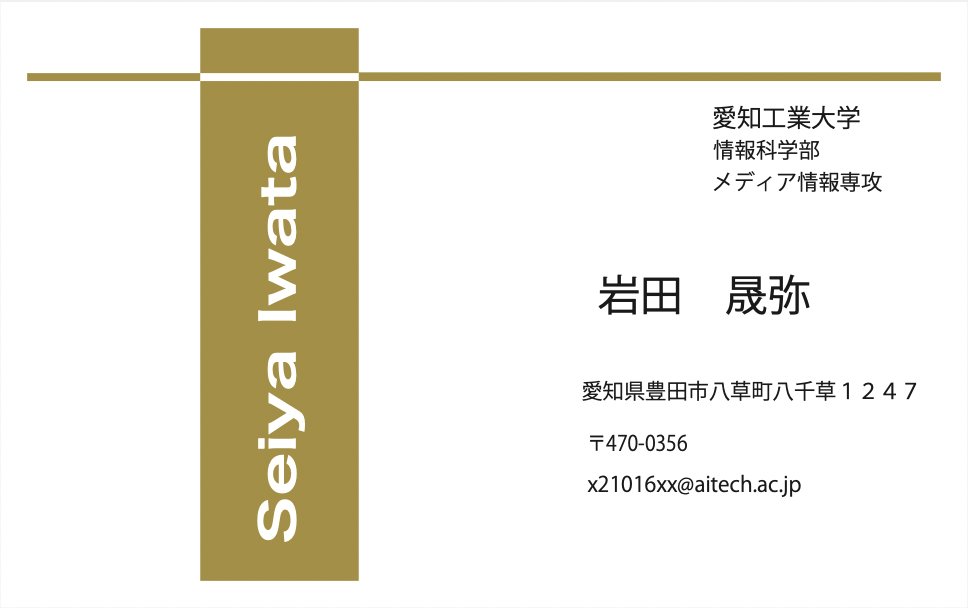 Seiya Iwata
愛知工業大学
情報科学部
メディア情報専攻
岩田　晟弥
愛知県豊田市八草町八千草１２４７
〒470-0356
x21016xx@aitech.ac.jp